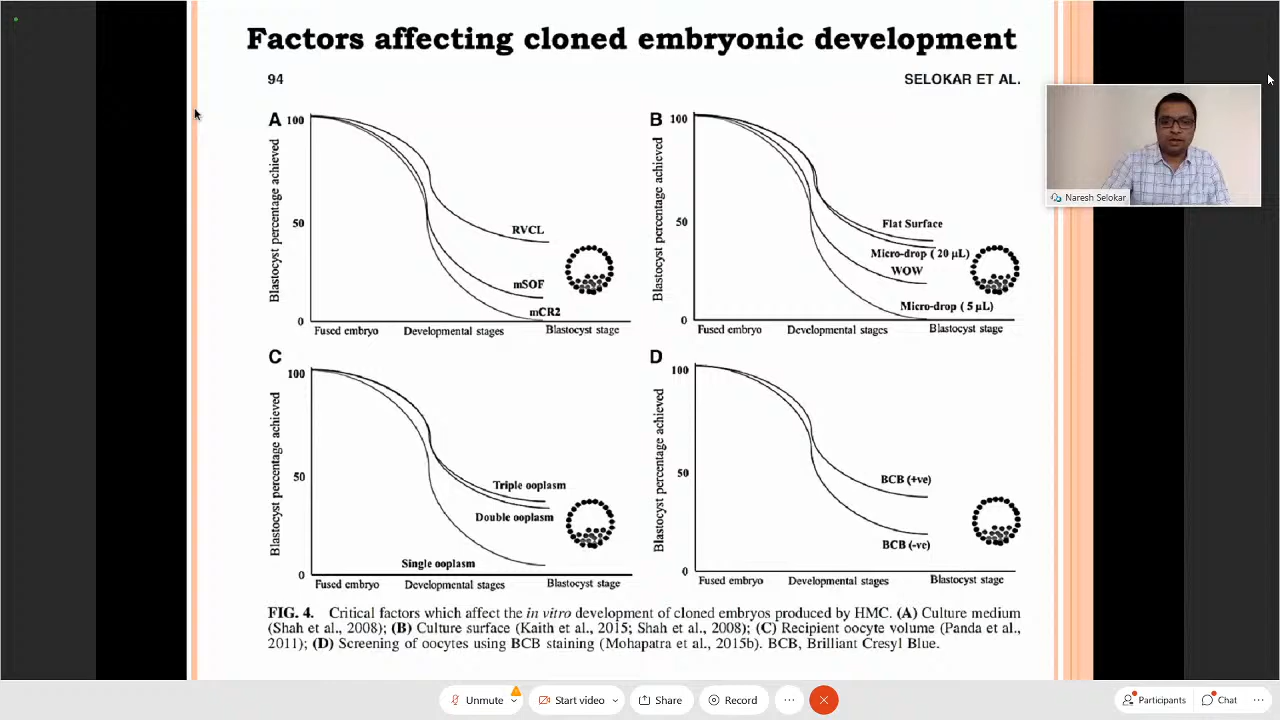 Factors affecting cloned embryonic development
94
SELOKAR ET AL.
A
100
50
0
Blastocyst percentage achieved
RVCL
mSOF
mCR2
Fused embryo
Developmental stages
Blastocyst stage
B
100
50
0
Blastocyst percentage achieved
Flat Surface
Micro-drop ( 20 µL)
WOW
Micro-drop ( 5 µL)
Fused embryo
Developmental stages
Blastocyst stage
Naresh Selokar
C
100
50
0
Blastocyst percentage achieved
Triple ooplasm
Double ooplasm
Single ooplasm
Fused embryo
Developmental stages
Blastocyst stage
D
100
50
0
Blastocyst percentage achieved
BCB (+ve)
BCB (-ve)
Fused embryo
Developmental stages
Blastocyst stage
FIG. 4. Critical factors which affect the in vitro development of cloned embryos produced by HMC. (A) Culture medium
(Shah et al., 2008); (B) Culture surface (Kaith et al., 2015; Shah et al., 2008); (C) Recipient oocyte volume (Panda et al.,
2011); (D) Screening of oocytes using BCB staining (Mohapatra et al., 2015b). BCB, Brilliant Cresyl Blue.
Unmute
Start video
Share
Record
Participants
Chat